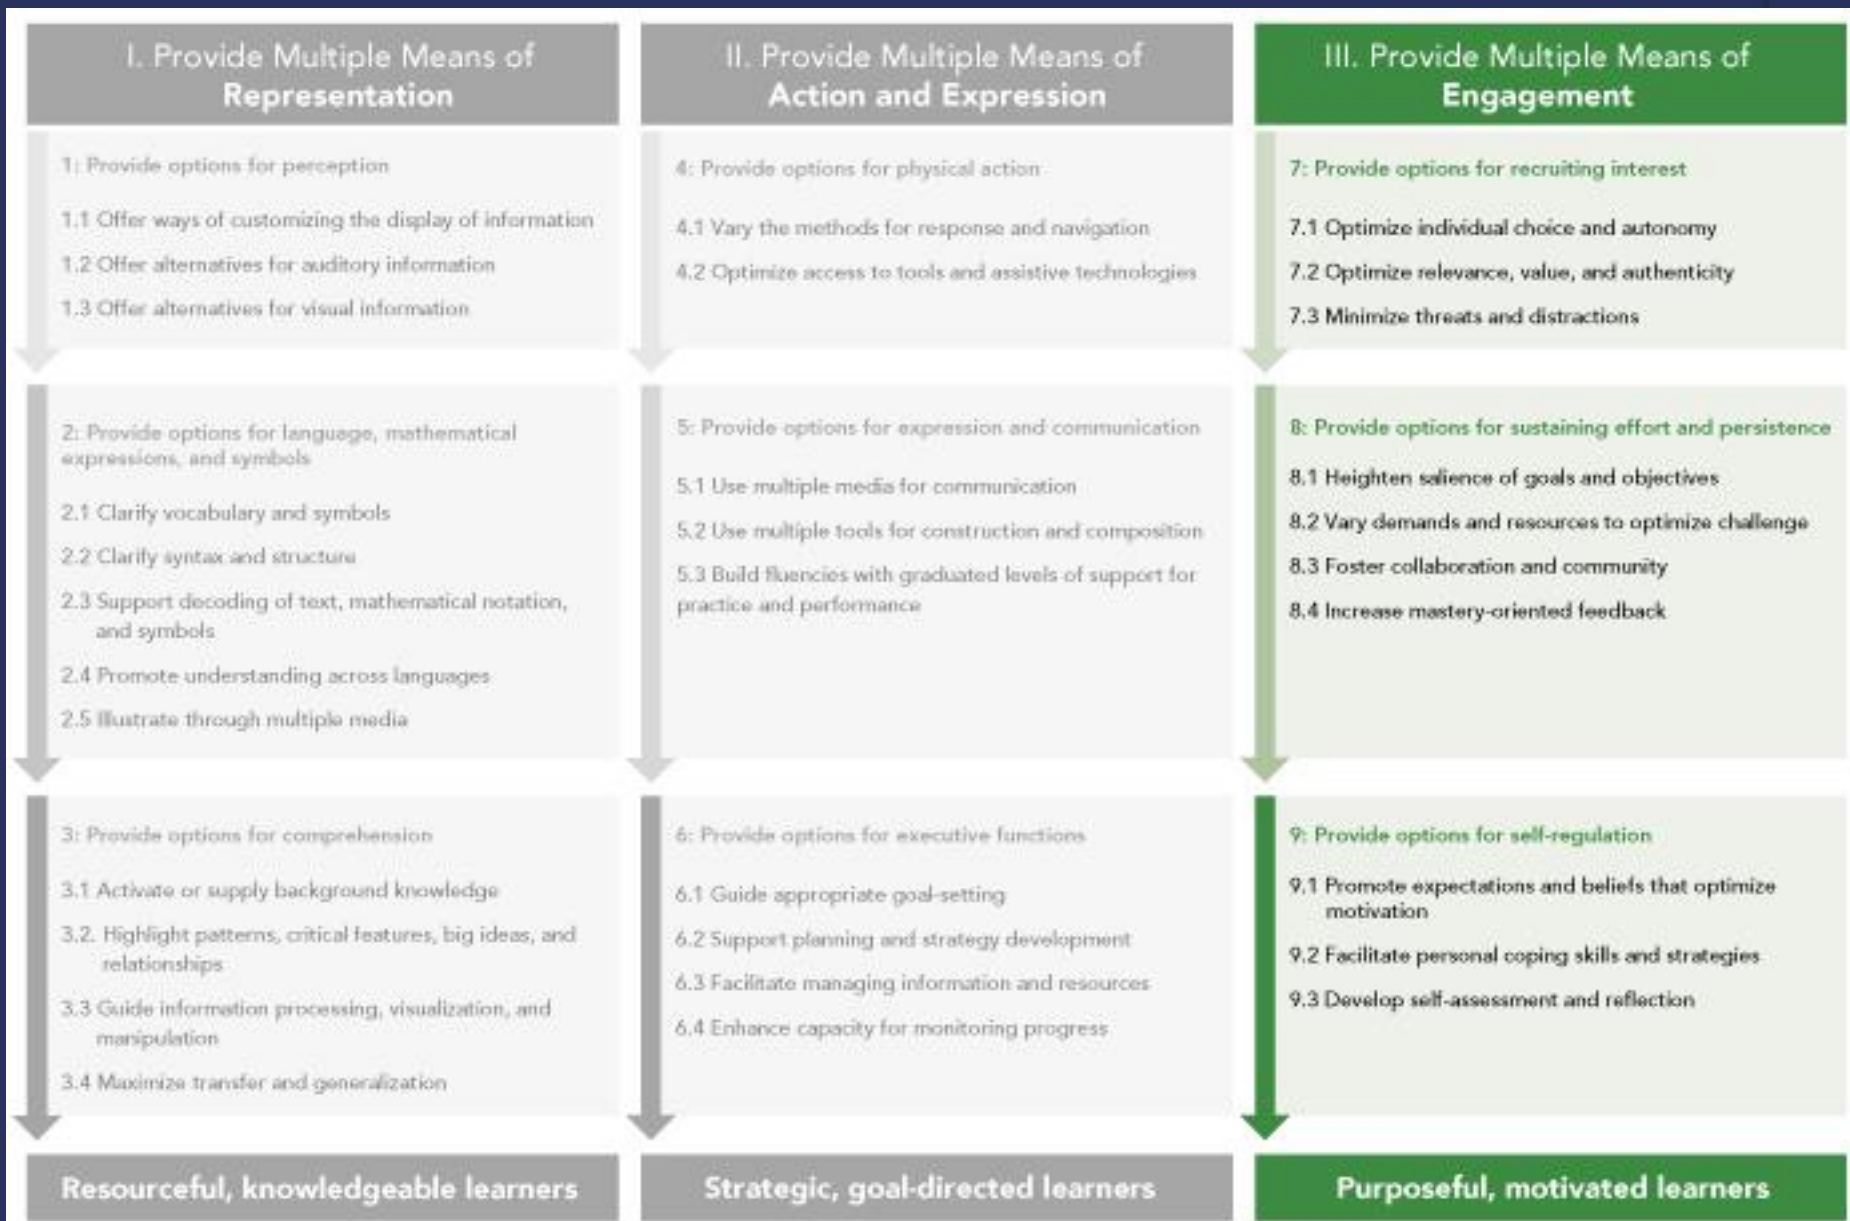 I. Provide Multiple Means of
Representation
1: Provide options for perception
1.1 Offer ways of customizing the display of information
1.2 Offer alternatives for auditory information
1.3 Offer alternatives for visual information
2: Provide options for language, mathematical
expressions, and symbols
2.1 Clarify vocabulary and symbols
2.2 Clarify syntax and structure
2.3 Support decoding of text, mathematical notation,
and symbols
2.4 Promote understanding across languages
2.5 Illustrate through multiple media
3: Provide options for comprehension
3.1 Activate or supply background knowledge
3.2. Highlight patterns, critical features, big ideas, and
relationships
3.3 Guide information processing, visualization, and
manipulation
3.4 Maximize transfer and generalization
Resourceful, knowledgeable learners
II. Provide Multiple Means of
Action and Expression
4: Provide options for physical action
4.1 Vary the methods for response and navigation
4.2 Optimize access to tools and assistive technologies
5: Provide options for expression and communication
5.1 Use multiple media for communication
5.2 Use multiple tools for construction and composition
5.3 Build fluencies with graduated levels of support for
practice and performance
6: Provide options for executive functions
6.1 Guide appropriate goal-setting
6.2 Support planning and strategy development
6.3 Facilitate managing information and resources
6.4 Enhance capacity for monitoring progress
Strategic, goal-directed learners
III. Provide Multiple Means of
Engagement
7: Provide options for recruiting interest
7.1 Optimize individual choice and autonomy
7.2 Optimize relevance, value, and authenticity
7.3 Minimize threats and distractions
8: Provide options for sustaining effort and persistence
8.1 Heighten salience of goals and objectives
8.2 Vary demands and resources to optimize challenge
8.3 Foster collaboration and community
8.4 Increase mastery-oriented feedback
9: Provide options for self-regulation
9.1 Promote expectations and beliefs that optimize
motivation
9.2 Facilitate personal coping skills and strategies
9.3 Develop self-assessment and reflection
Purposeful, motivated learners